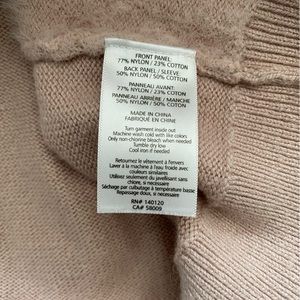 FRONT PANEL:
77% NYLON / 23% COTTON
BACK PANEL / SLEEVE
50% NYLON / 50% COTTON
PANNEAU AVANT:
77% NYLON / 23% COTON
PANNEAU ARRIÈRE / MANCHE
50% NYLON / 50% COTON
MADE IN CHINA
FABRIQUÉ EN CHINE
Turn garment inside out
Machine wash cold with like colors
Only non-chlorine bleach when needed
Tumble dry low
Cool iron if needed
Retournez le vêtement à l'envers
Laver à la machine à l'eau froide avec
couleurs similaires
Utilisez seulement du javellisant sans
chlore, si nécessaire
Séchage par culbutage à température basse
Repassage doux, si nécessaire
RN# 140120
CA# 58009